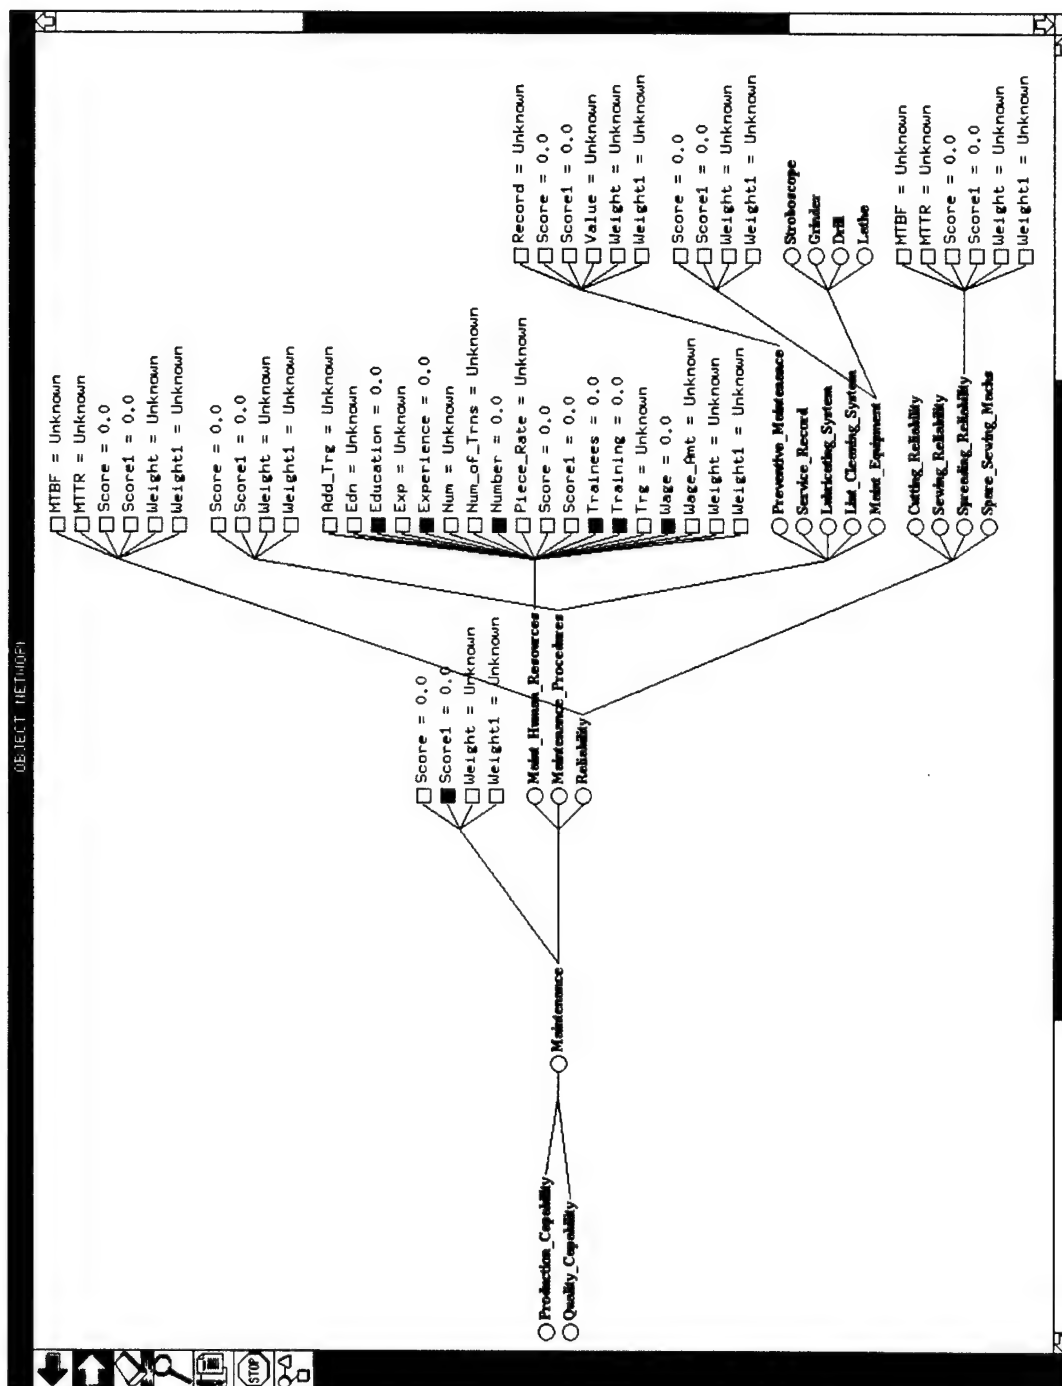 OBJECT NETWORK
MTBF = Unknown
MTTR = Unknown
Score = 0.0
Score1 = 0.0
Weight = Unknown
Weight1 = Unknown
Score = 0.0
Score1 = 0.0
Weight = Unknown
Weight1 = Unknown
Add_Trg = Unknown
Edn = Unknown
Education = 0.0
Exp = Unknown
Experience = 0.0
Num = Unknown
Num_of_Trns = Unknown
Number = 0.0
Piece_Rate = Unknown
Score = 0.0
Score1 = 0.0
Trainees = 0.0
Training = 0.0
Trg = Unknown
Wage = 0.0
Wage_Amt = Unknown
Weight = Unknown
Weight1 = Unknown
Record = Unknown
Score = 0.0
Score1 = 0.0
Value = Unknown
Weight = Unknown
Weight1 = Unknown
Score = 0.0
Score1 = 0.0
Weight = Unknown
Weight1 = Unknown
Stroboscope
Grinder
Drill
Lathe
MTBF = Unknown
MTTR = Unknown
Score = 0.0
Score1 = 0.0
Weight = Unknown
Weight1 = Unknown
Preventive_Maintenance
Service_Record
Lubricating_System
Lint_Cleaning_System
Maint_Equipment
Cutting_Reliability
Sewing_Reliability
Spreading_Reliability
Spare_Sewing_Machs
Score = 0.0
Score1 = 0.0
Weight = Unknown
Weight1 = Unknown
Maint_Human_Resources
Maintenance_Procedures
Reliability
Maintenance
Production_Capability
Quality_Capability
STOP